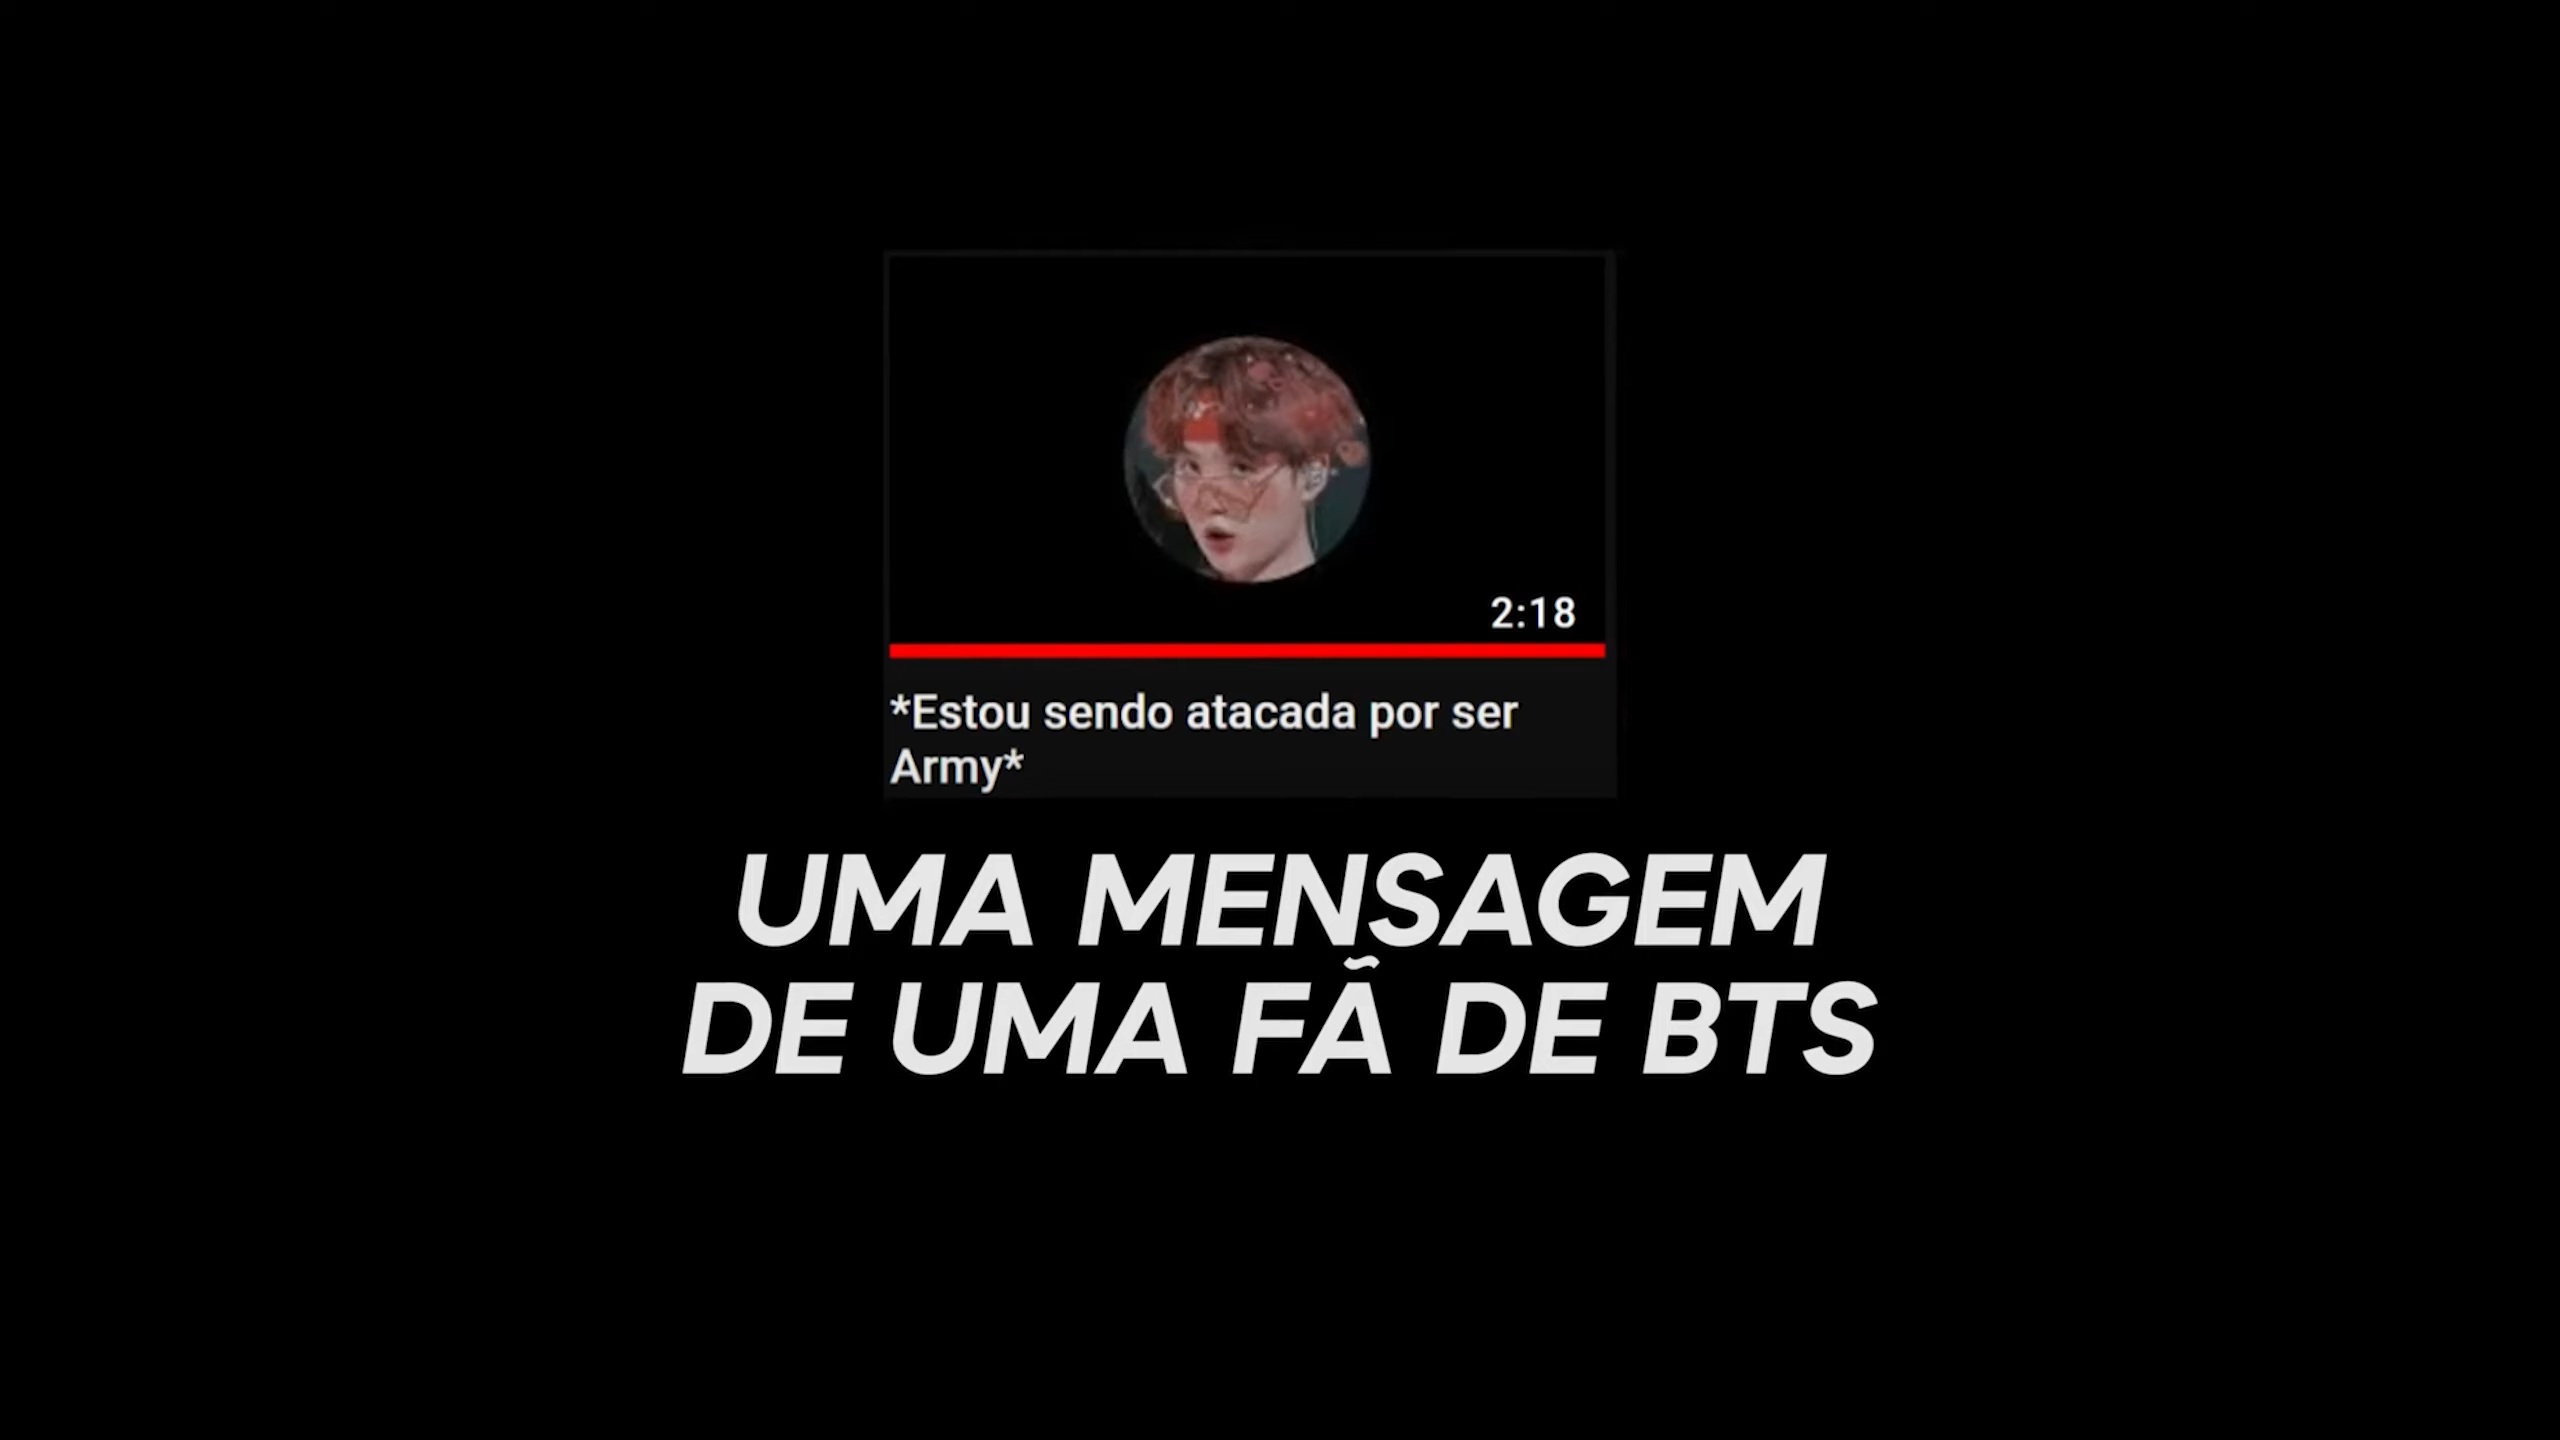 2:18
*Estou sendo atacada por ser
Army*
UMA MENSAGEM
DE UMA FÃ DE BTS